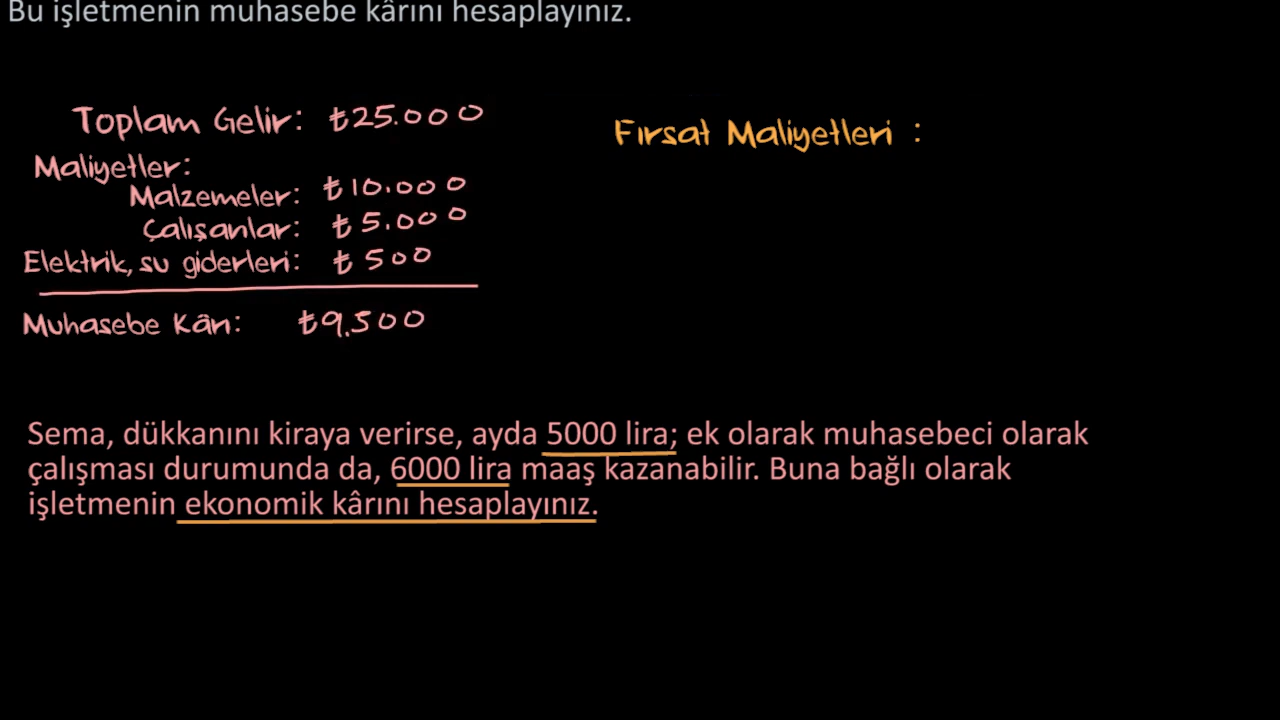 Bu işletmenin muhasebe kârını hesaplayınız.
Toplam Gelir: ₺25.000
Maliyetler:
Malzemeler: ₺10.000
Çalışanlar: ₺5.000
Elektrik, su giderleri: ₺500
Muhasebe Kârı: ₺9.500
Fırsat Maliyetleri :
Sema, dükkanını kiraya verirse, ayda 5000 lira; ek olarak muhasebeci olarak
çalışması durumunda da, 6000 lira maaş kazanabilir. Buna bağlı olarak
işletmenin ekonomik kârını hesaplayınız.